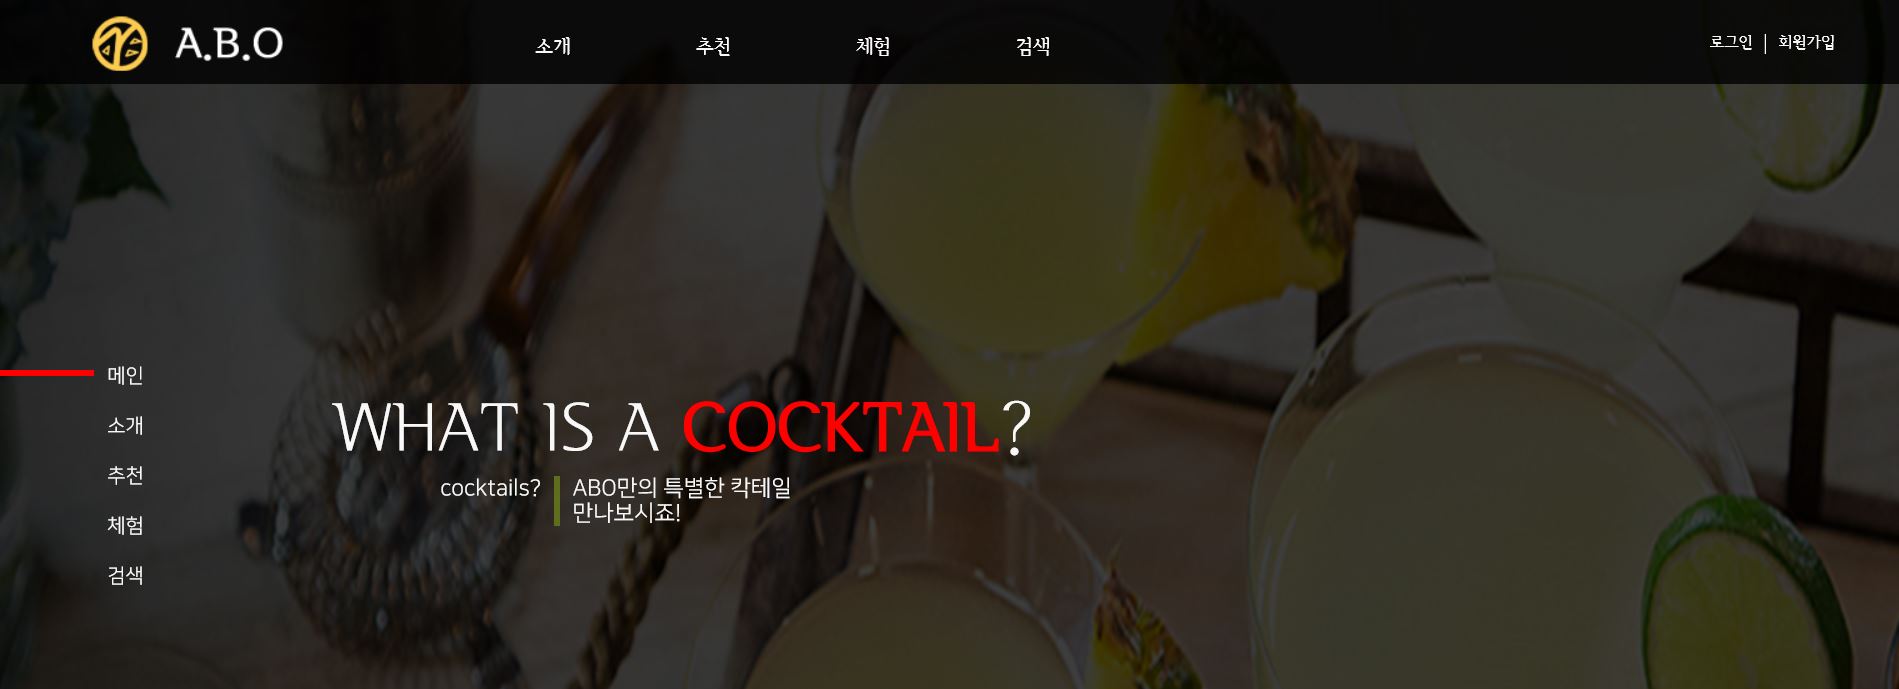 A.B.O
소개 추천 체험 검색
로그인 | 회원가입
메인
소개
추천
체험
검색
WHAT IS A COCKTAIL?
cocktails?
ABO만의 특별한 칵테일
만나보시죠!